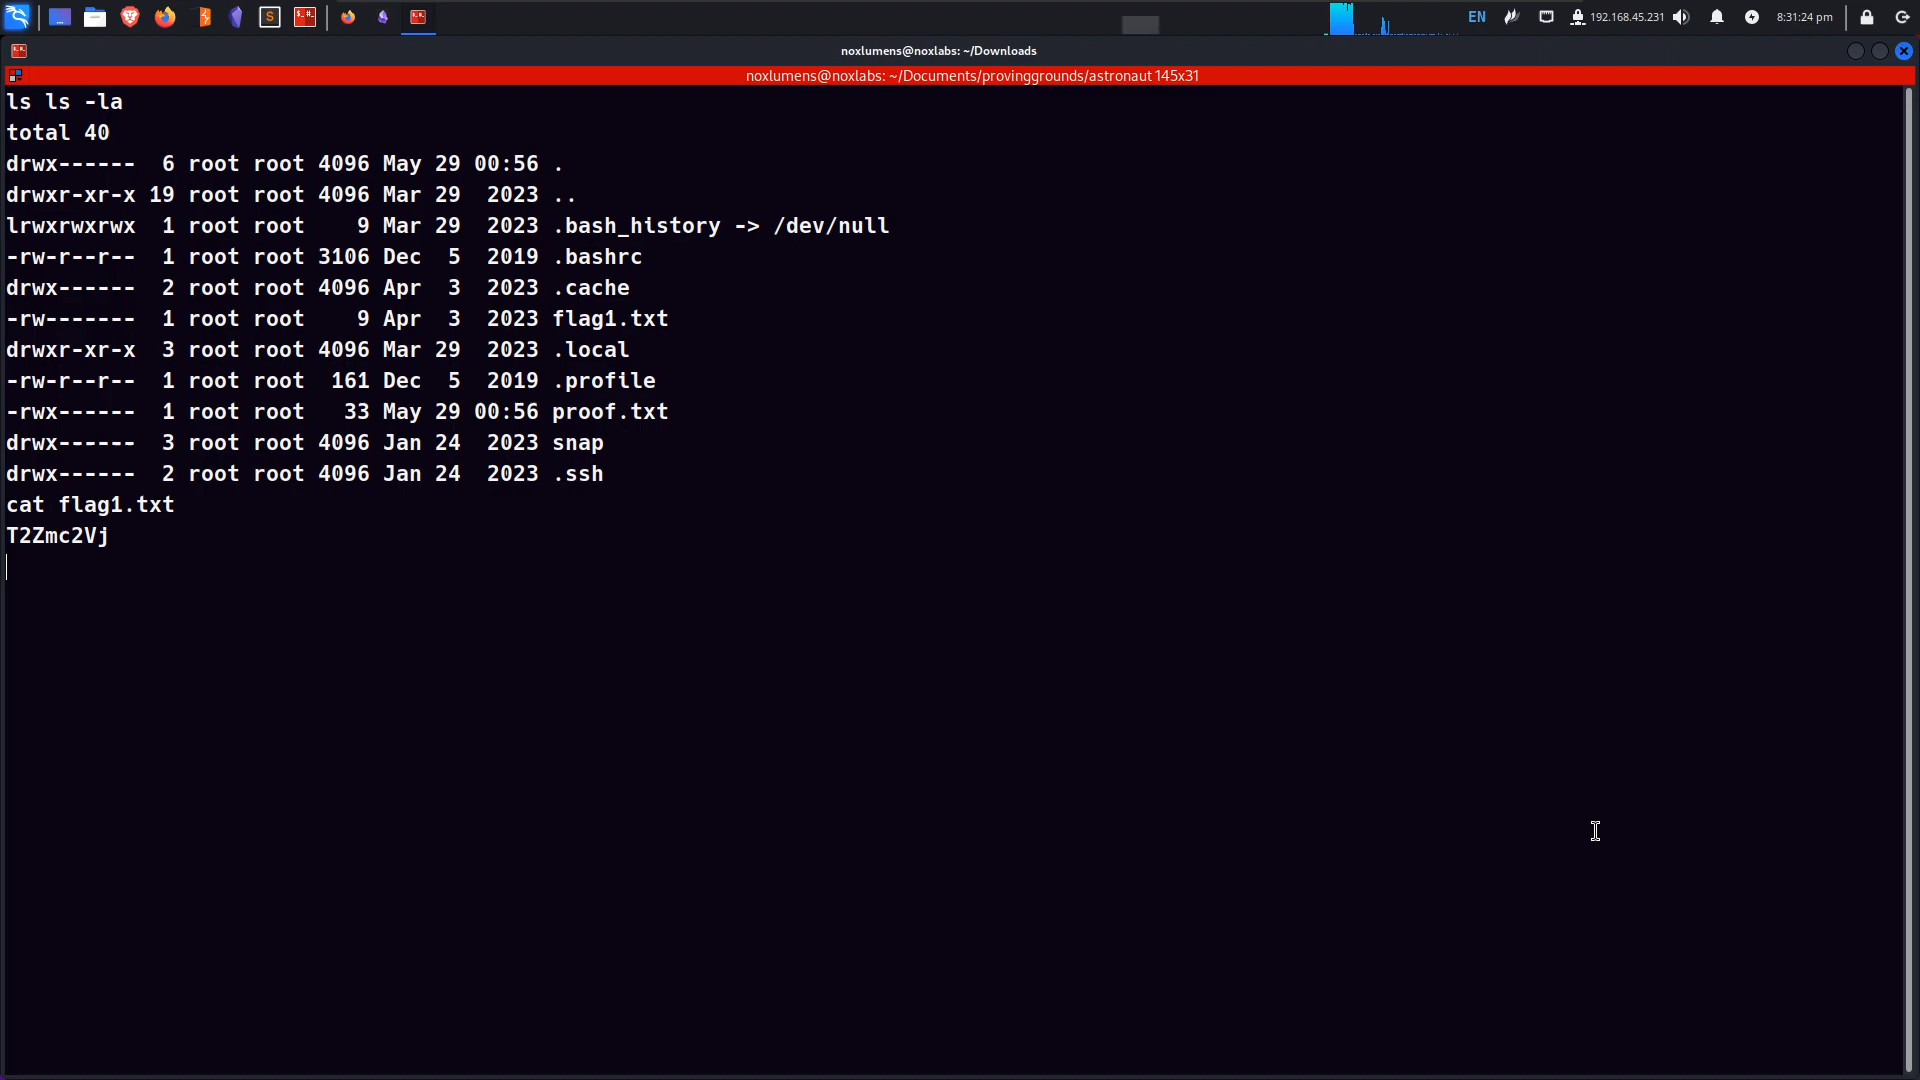 EN
192.168.45.231
8:31:24 pm
noxlumens@noxlabs: ~/Downloads
noxlumens@noxlabs: ~/Documents/provinggrounds/astronaut 145x31
ls ls -la
total 40
drwx------  6 root root 4096 May 29 00:56 .
drwxr-xr-x 19 root root 4096 Mar 29  2023 ..
lrwxrwxrwx  1 root root    9 Mar 29  2023 .bash_history -> /dev/null
-rw-r--r--  1 root root 3106 Dec  5  2019 .bashrc
drwx------  2 root root 4096 Apr  3  2023 .cache
-rw-------  1 root root    9 Apr  3  2023 flag1.txt
drwxr-xr-x  3 root root 4096 Mar 29  2023 .local
-rw-r--r--  1 root root  161 Dec  5  2019 .profile
-rwx------  1 root root   33 May 29 00:56 proof.txt
drwx------  3 root root 4096 Jan 24  2023 snap
drwx------  2 root root 4096 Jan 24  2023 .ssh
cat flag1.txt
T2Zmc2Vj